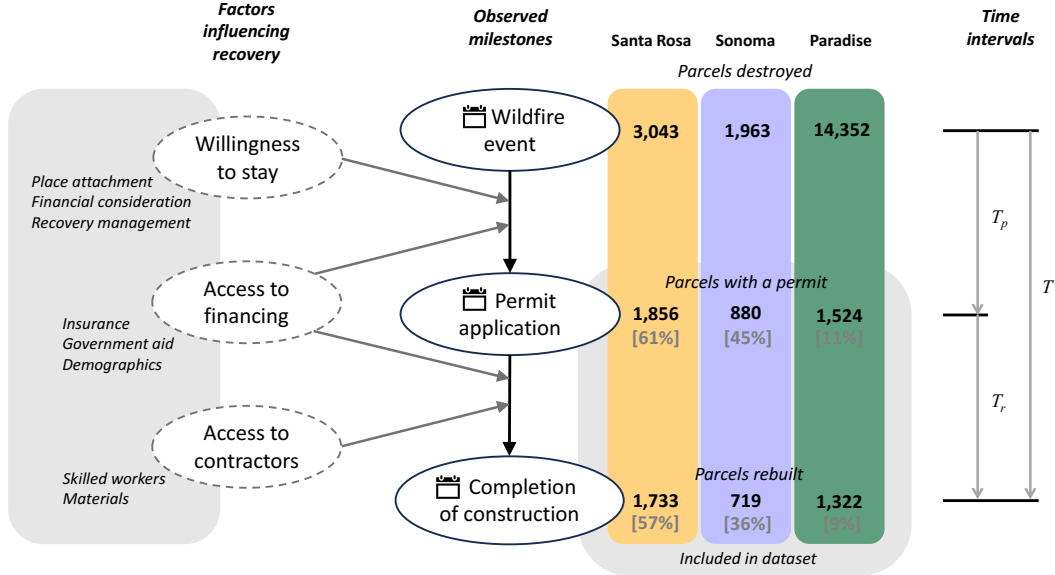 Factors
influencing
recovery
Observed
milestones
Santa Rosa
Sonoma
Paradise
Time
intervals
Parcels destroyed
Wildfire
event
3,043
1,963
14,352
Willingness
to stay
Place attachment
Financial consideration
Recovery management
T_p
Parcels with a permit
Access to
financing
Permit
application
1,856
880
1,524
[61%]
[45%]
[11%]
T
Insurance
Government aid
Demographics
T_r
Access to
contractors
Skilled workers
Materials
Parcels rebuilt
Completion
of construction
1,733
719
1,322
[57%]
[36%]
[9%]
Included in dataset